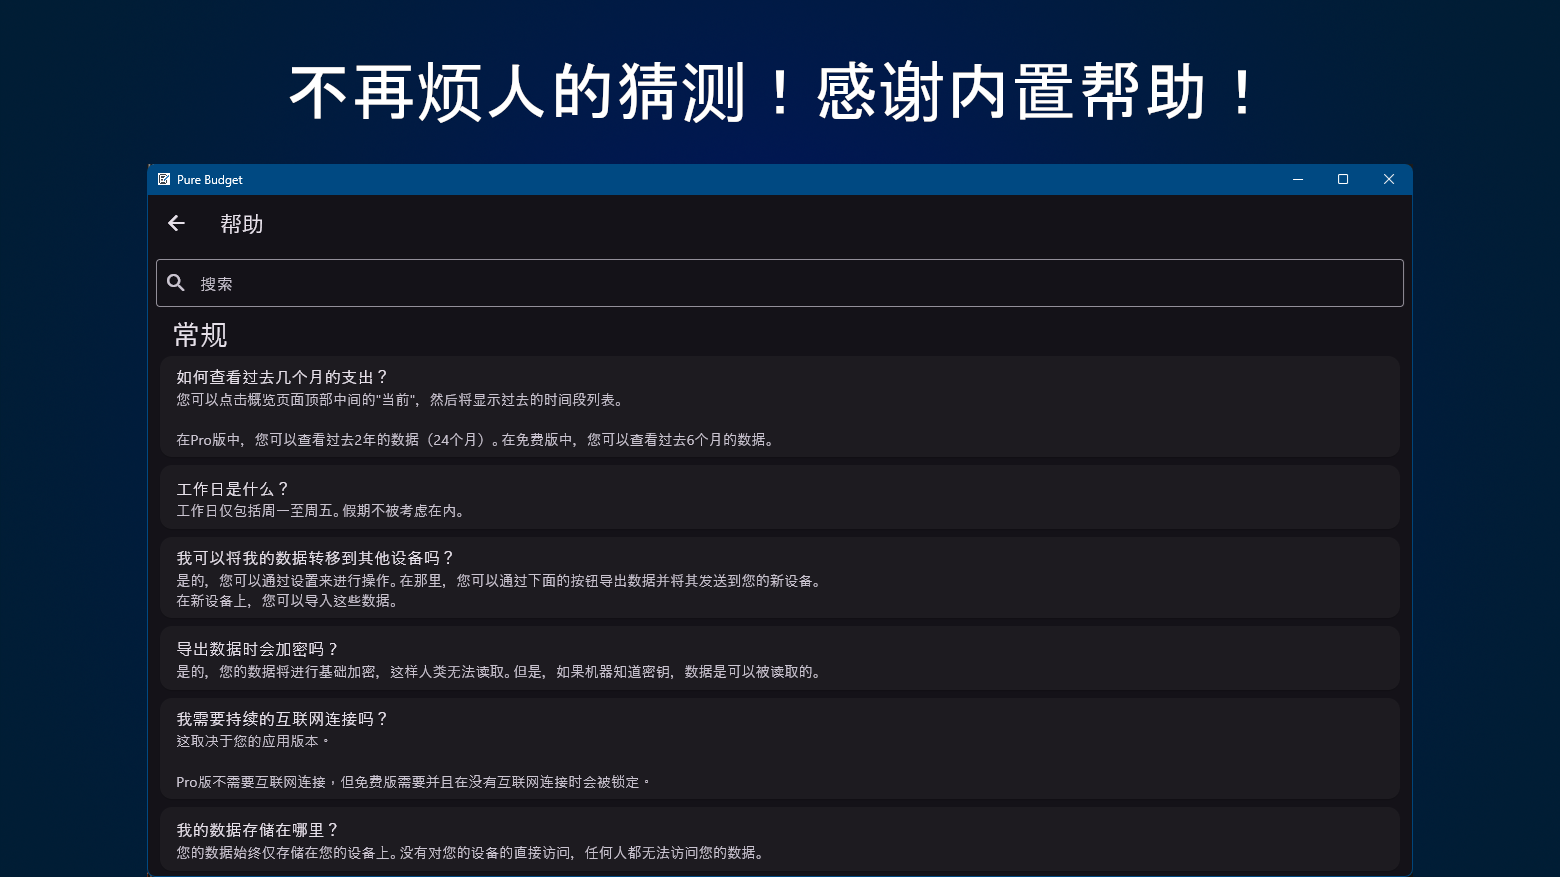 不再烦人的猜测！感谢内置帮助！
Pure Budget
帮助
搜索
常规
如何查看过去几个月的支出？
您可以点击概览页面顶部中间的"当前"，然后将显示过去的时间段列表。
在Pro版中，您可以查看过去2年的数据（24个月）。在免费版中，您可以查看过去6个月的数据。
工作日是什么？
工作日仅包括周一至周五。假期不被考虑在内。
我可以将我的数据转移到其他设备吗？
是的，您可以通过设置来进行操作。在那里，您可以通过下面的按钮导出数据并将其发送到您的新设备。
在新设备上，您可以导入这些数据。
导出数据时会加密吗？
是的，您的数据将进行基础加密，这样人类无法读取。但是，如果机器知道密钥，数据是可以被读取的。
我需要持续的互联网连接吗？
这取决于您的应用版本。
Pro版不需要互联网连接，但免费版需要并且在没有互联网连接时会被锁定。
我的数据存储在哪里？
您的数据始终仅存储在您的设备上。没有对您的设备的直接访问，任何人都无法访问您的数据。